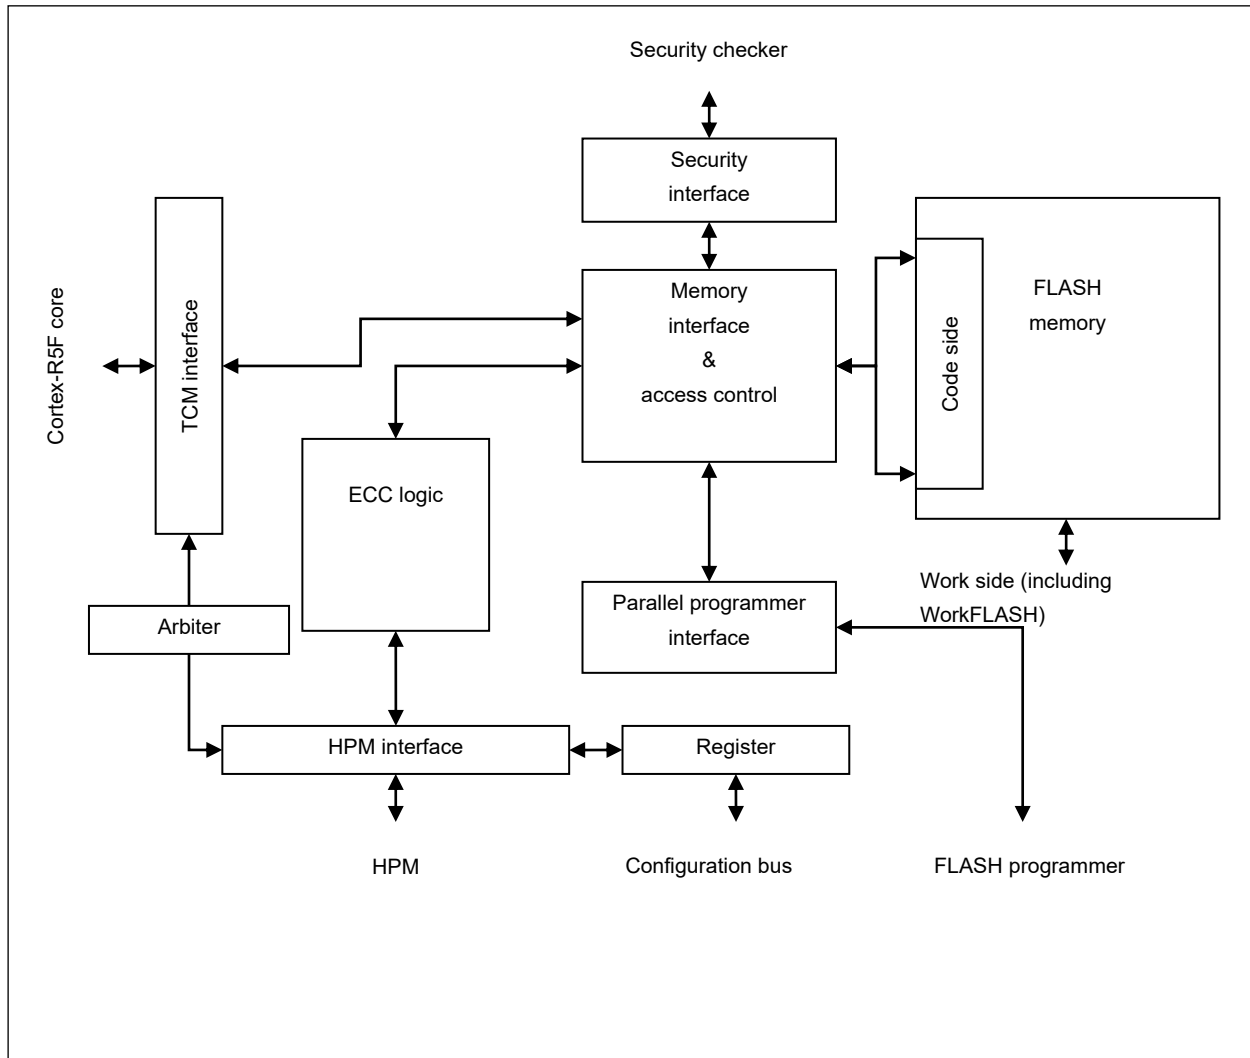 Security checker
Security
interface
Memory
interface
&
access control
FLASH
memory
Code side
Cortex-R5F core
TCM interface
ECC logic
Work side (including
WorkFLASH)
Parallel programmer
interface
Arbiter
HPM interface
Register
HPM
Configuration bus
FLASH programmer